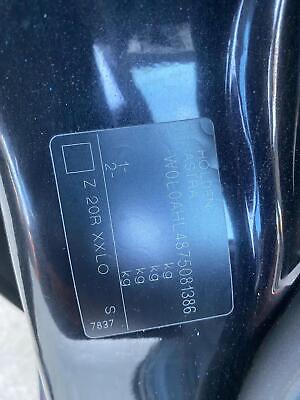 HOLDEN
ASTRA
W0L0AHL4875081386
kg
kg
1- kg
2- kg
Z 20R XXLO S
7837